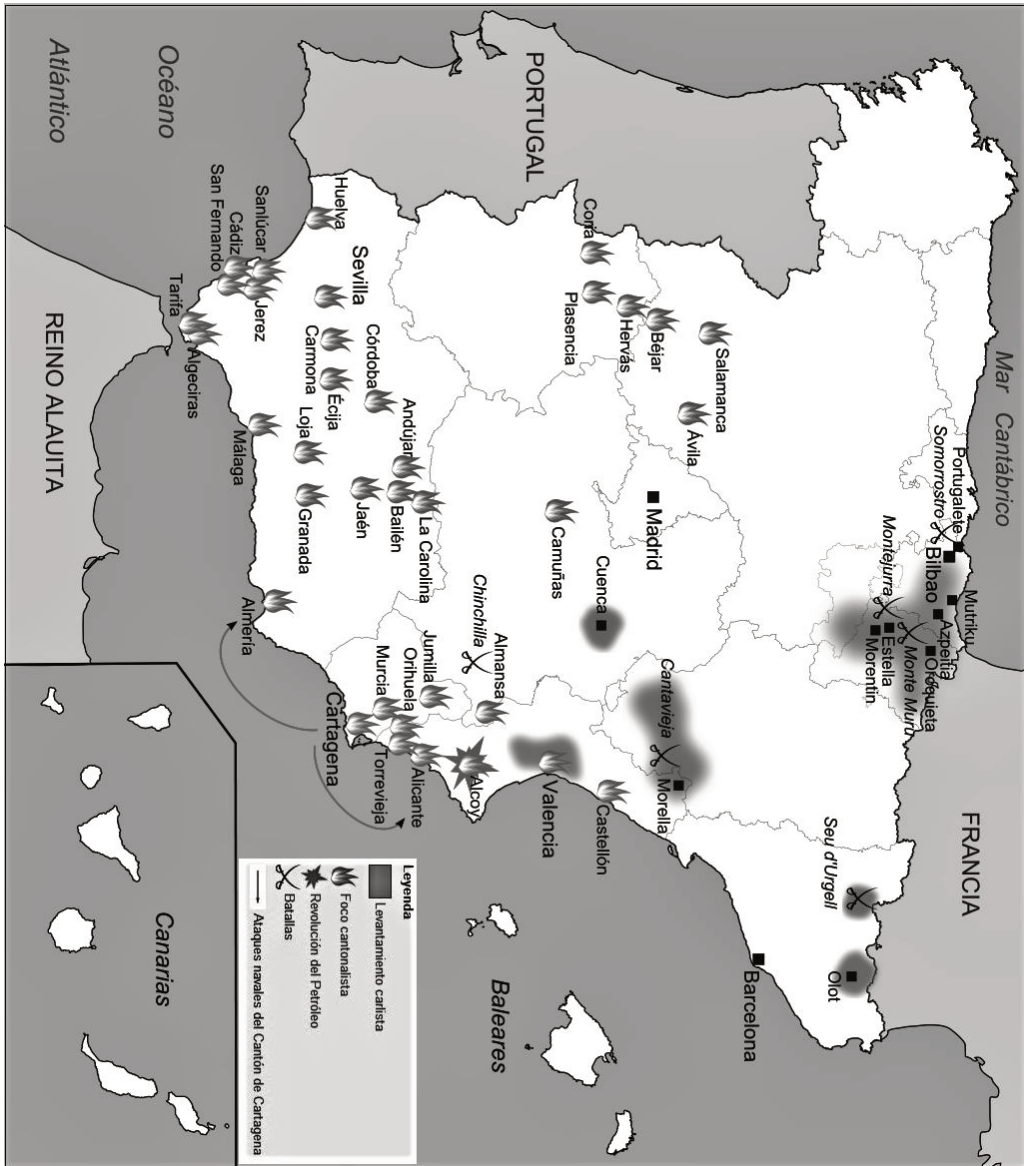 Mar Cantábrico
FRANCIA
Portugalete
Somorrostro
Bilbao
Mutriku
Azpeitia
Oroquieta
Monte Muru
Montejurra
Estella
Morentin
Seu d'Urgell
Olot
Barcelona
PORTUGAL
Salamanca
Béjar
Hervás
Ávila
Coria
Plasencia
Madrid
Cuenca
Camuñas
Cantavieja
Morella
Castellón
Valencia
Baleares
Almansa
Chinchilla
Alcoy
Jumilla
Orihuela
Murcia
Alicante
Torrevieja
Cartagena
La Carolina
Andújar
Bailén
Córdoba
Jaén
Sevilla
Huelva
Carmona
Écija
Loja
Granada
Almería
Málaga
Sanlúcar
Jerez
Cádiz
San Fernando
Tarifa
Algeciras
Océano
Atlántico
REINO ALAUITA
Canarias
Leyenda
Levantamiento carlista
Foco cantonalista
Revolución del Petróleo
Batallas
Ataques navales del Cantón de Cartagena